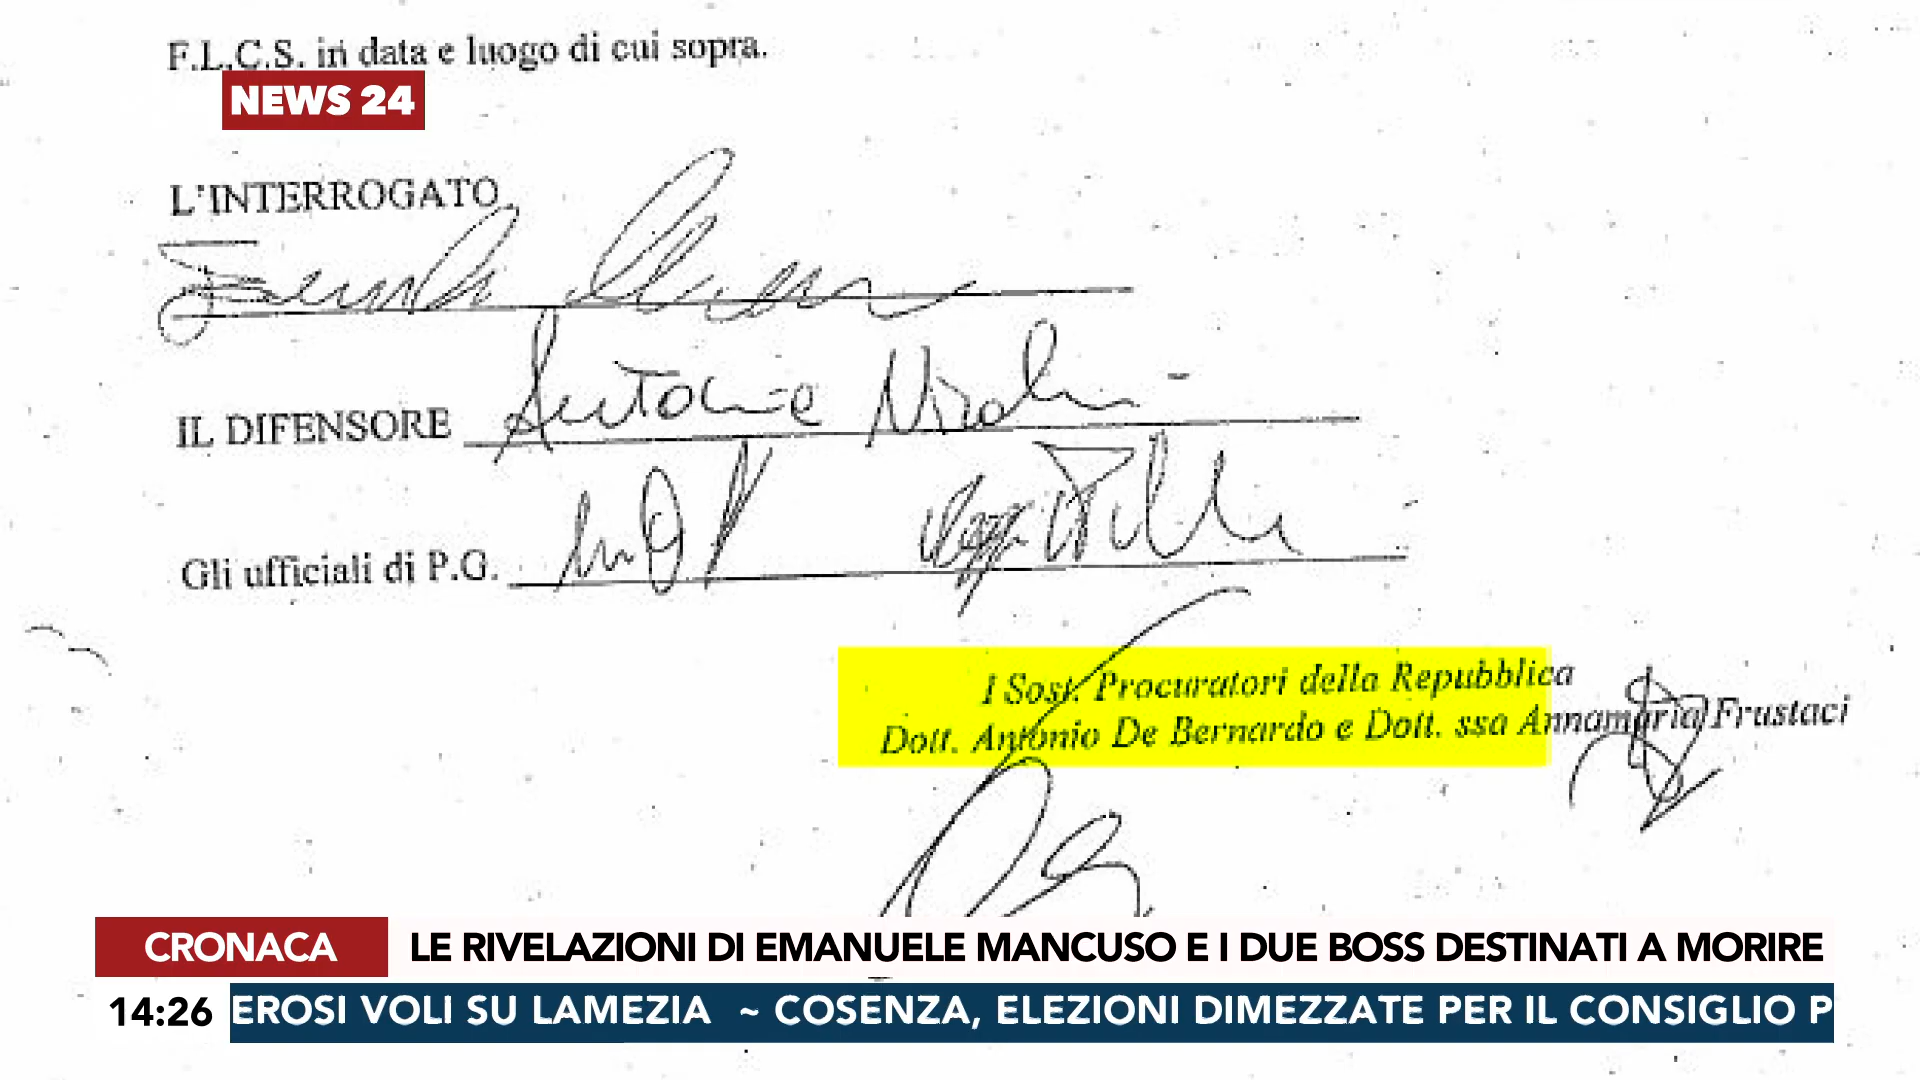 F.L.C.S. in data e luogo di cui sopra.
NEWS 24
L'INTERROGATO
IL DIFENSORE Antonie
Gli ufficiali di P.G.
I Sost. Procuratori della Repubblica
Dott. Antonio De Bernardo e Dott. ssa Annamaria Frustaci
CRONACA LE RIVELAZIONI DI EMANUELE MANCUSO E I DUE BOSS DESTINATI A MORIRE
14:26 EROSI VOLI SU LAMEZIA ~ COSENZA, ELEZIONI DIMEZZATE PER IL CONSIGLIO P